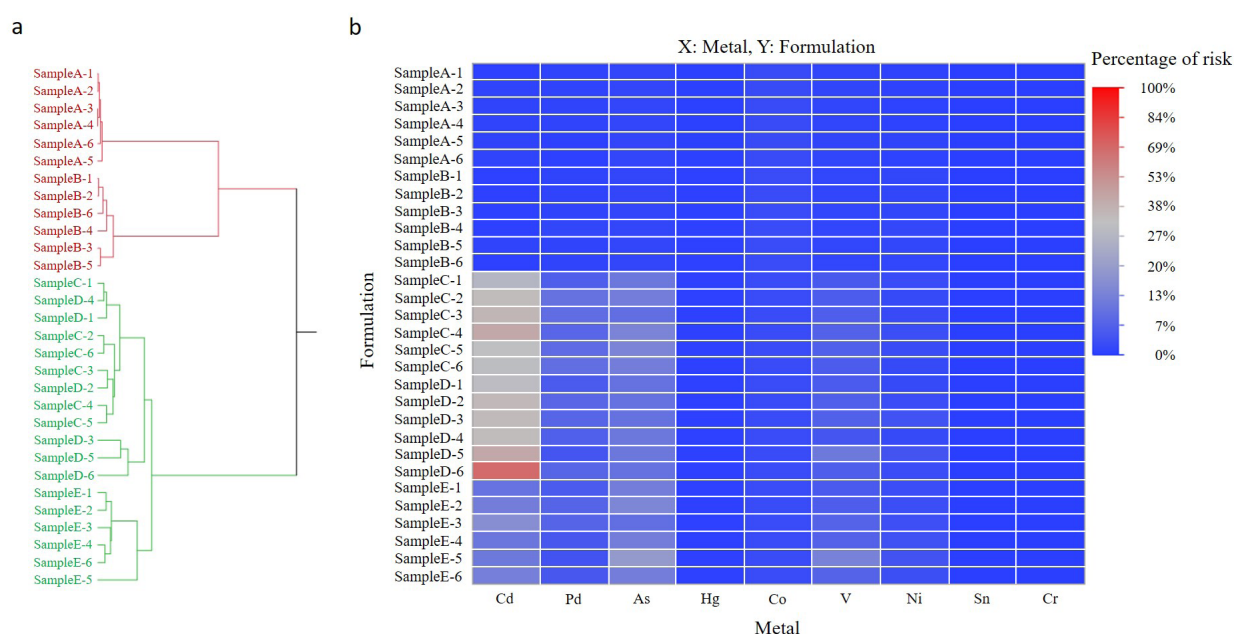 a
SampleA-1
SampleA-2
SampleA-3
SampleA-4
SampleA-6
SampleA-5
SampleB-1
SampleB-2
SampleB-6
SampleB-4
SampleB-3
SampleB-5
SampleC-1
SampleD-4
SampleD-1
SampleC-2
SampleC-6
SampleC-3
SampleD-2
SampleC-4
SampleC-5
SampleD-3
SampleD-5
SampleD-6
SampleE-1
SampleE-2
SampleE-3
SampleE-4
SampleE-6
SampleE-5
b
X: Metal, Y: Formulation
Formulation
SampleA-1
SampleA-2
SampleA-3
SampleA-4
SampleA-5
SampleA-6
SampleB-1
SampleB-2
SampleB-3
SampleB-4
SampleB-5
SampleB-6
SampleC-1
SampleC-2
SampleC-3
SampleC-4
SampleC-5
SampleC-6
SampleD-1
SampleD-2
SampleD-3
SampleD-4
SampleD-5
SampleD-6
SampleE-1
SampleE-2
SampleE-3
SampleE-4
SampleE-5
SampleE-6
Cd Pd As Hg Co V Ni Sn Cr
Metal
Percentage of risk
100%
84%
69%
53%
38%
27%
20%
13%
7%
0%